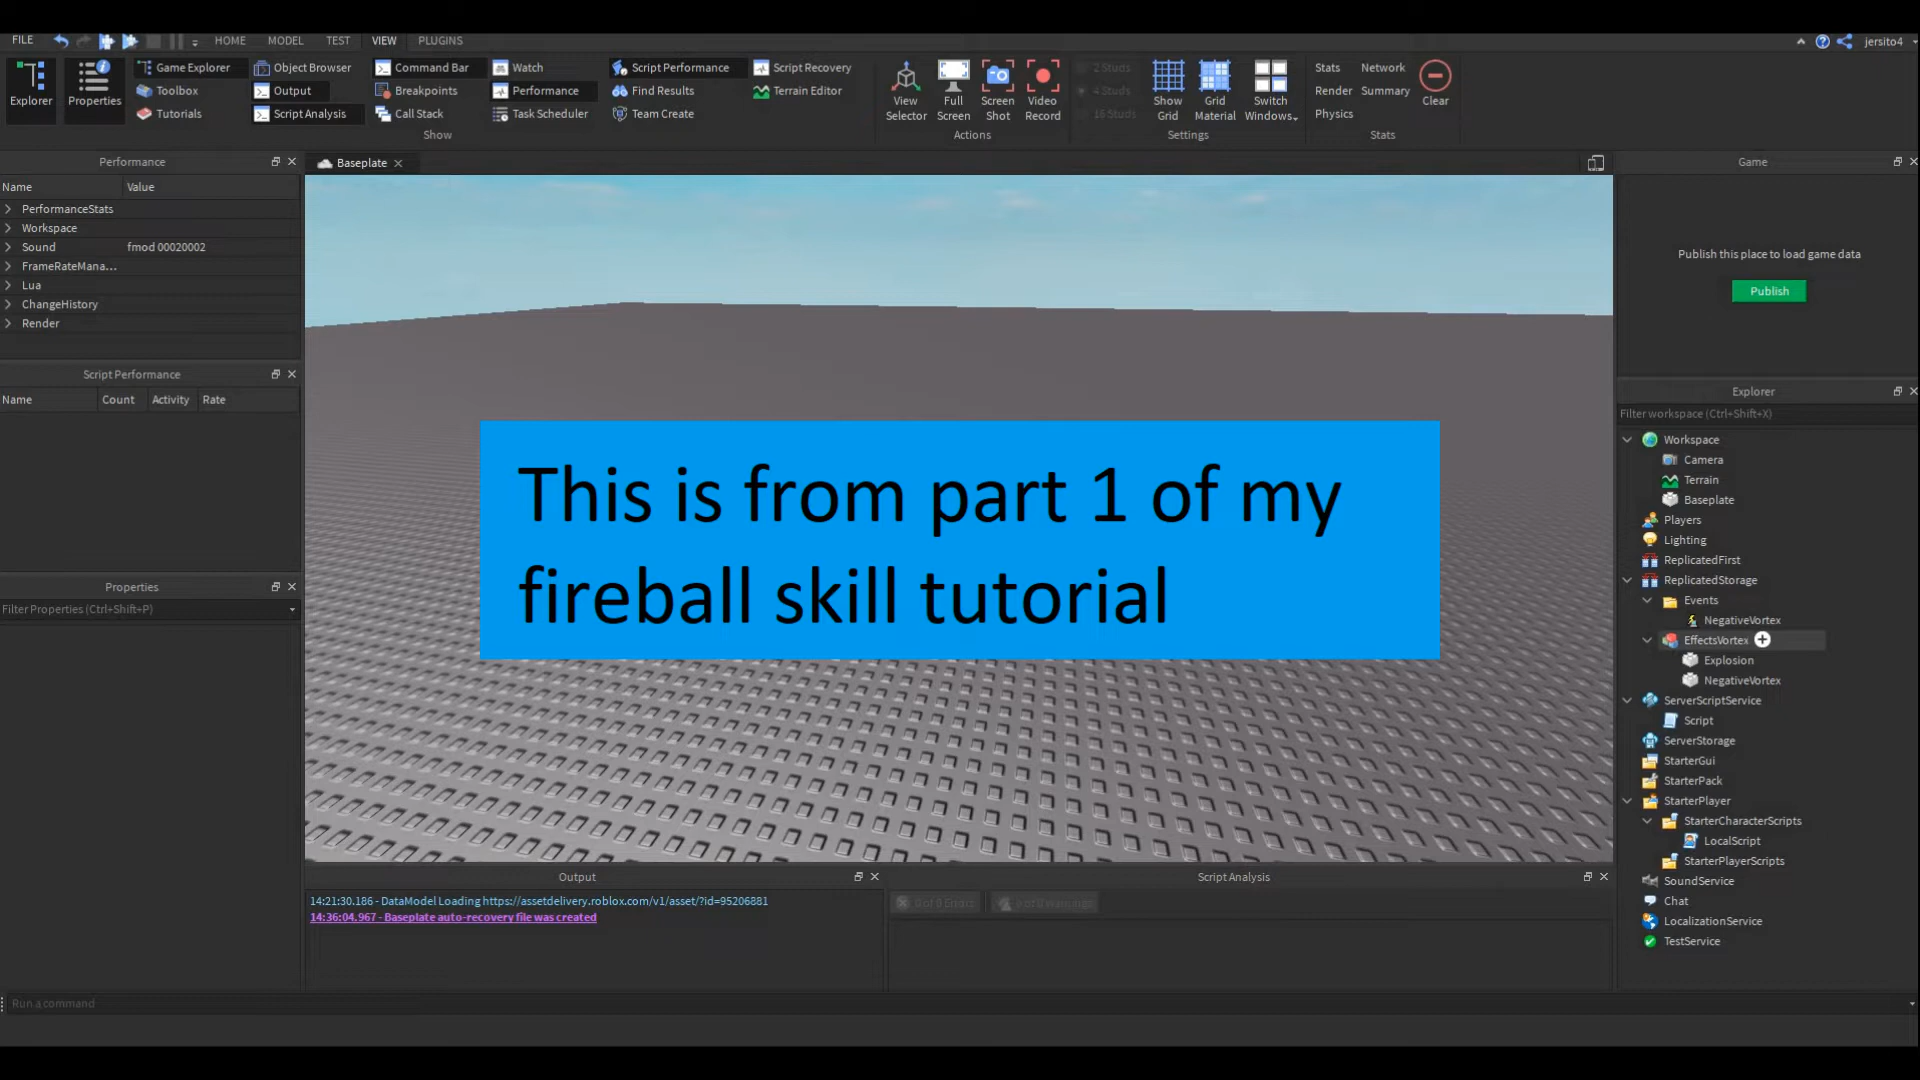 FILE HOME MODEL TEST VIEW PLUGINS jersito4
Explorer Properties
Game Explorer Object Browser Command Bar Watch Script Performance Script Recovery
Toolbox Output Breakpoints Performance Find Results Terrain Editor
Tutorials Script Analysis Call Stack Task Scheduler Team Create
Show
View Selector Full Screen Screen Shot Video Record
Actions
2 Studs
4 Studs
16 Studs
Show Grid Grid Material Switch Windows
Settings
Stats Network
Render Summary
Physics
Clear
Stats
Performance
Name Value
PerformanceStats
Workspace
Sound fmod 00020002
FrameRateMana...
Lua
ChangeHistory
Render
Script Performance
Name Count Activity Rate
Properties
Filter Properties (Ctrl+Shift+P)
Baseplate
This is from part 1 of my
fireball skill tutorial
Output
14:21:30.186 - DataModel Loading https://assetdelivery.roblox.com/v1/asset/?id=95206881
14:36:04.967 - Baseplate auto-recovery file was created
Script Analysis
Game
Publish this place to load game data
Publish
Explorer
Filter workspace (Ctrl+Shift+X)
Workspace
Camera
Terrain
Baseplate
Players
Lighting
ReplicatedFirst
ReplicatedStorage
Events
NegativeVortex
EffectsVortex
Explosion
NegativeVortex
ServerScriptService
Script
ServerStorage
StarterGui
StarterPack
StarterPlayer
StarterCharacterScripts
LocalScript
StarterPlayerScripts
SoundService
Chat
LocalizationService
TestService
Run a command